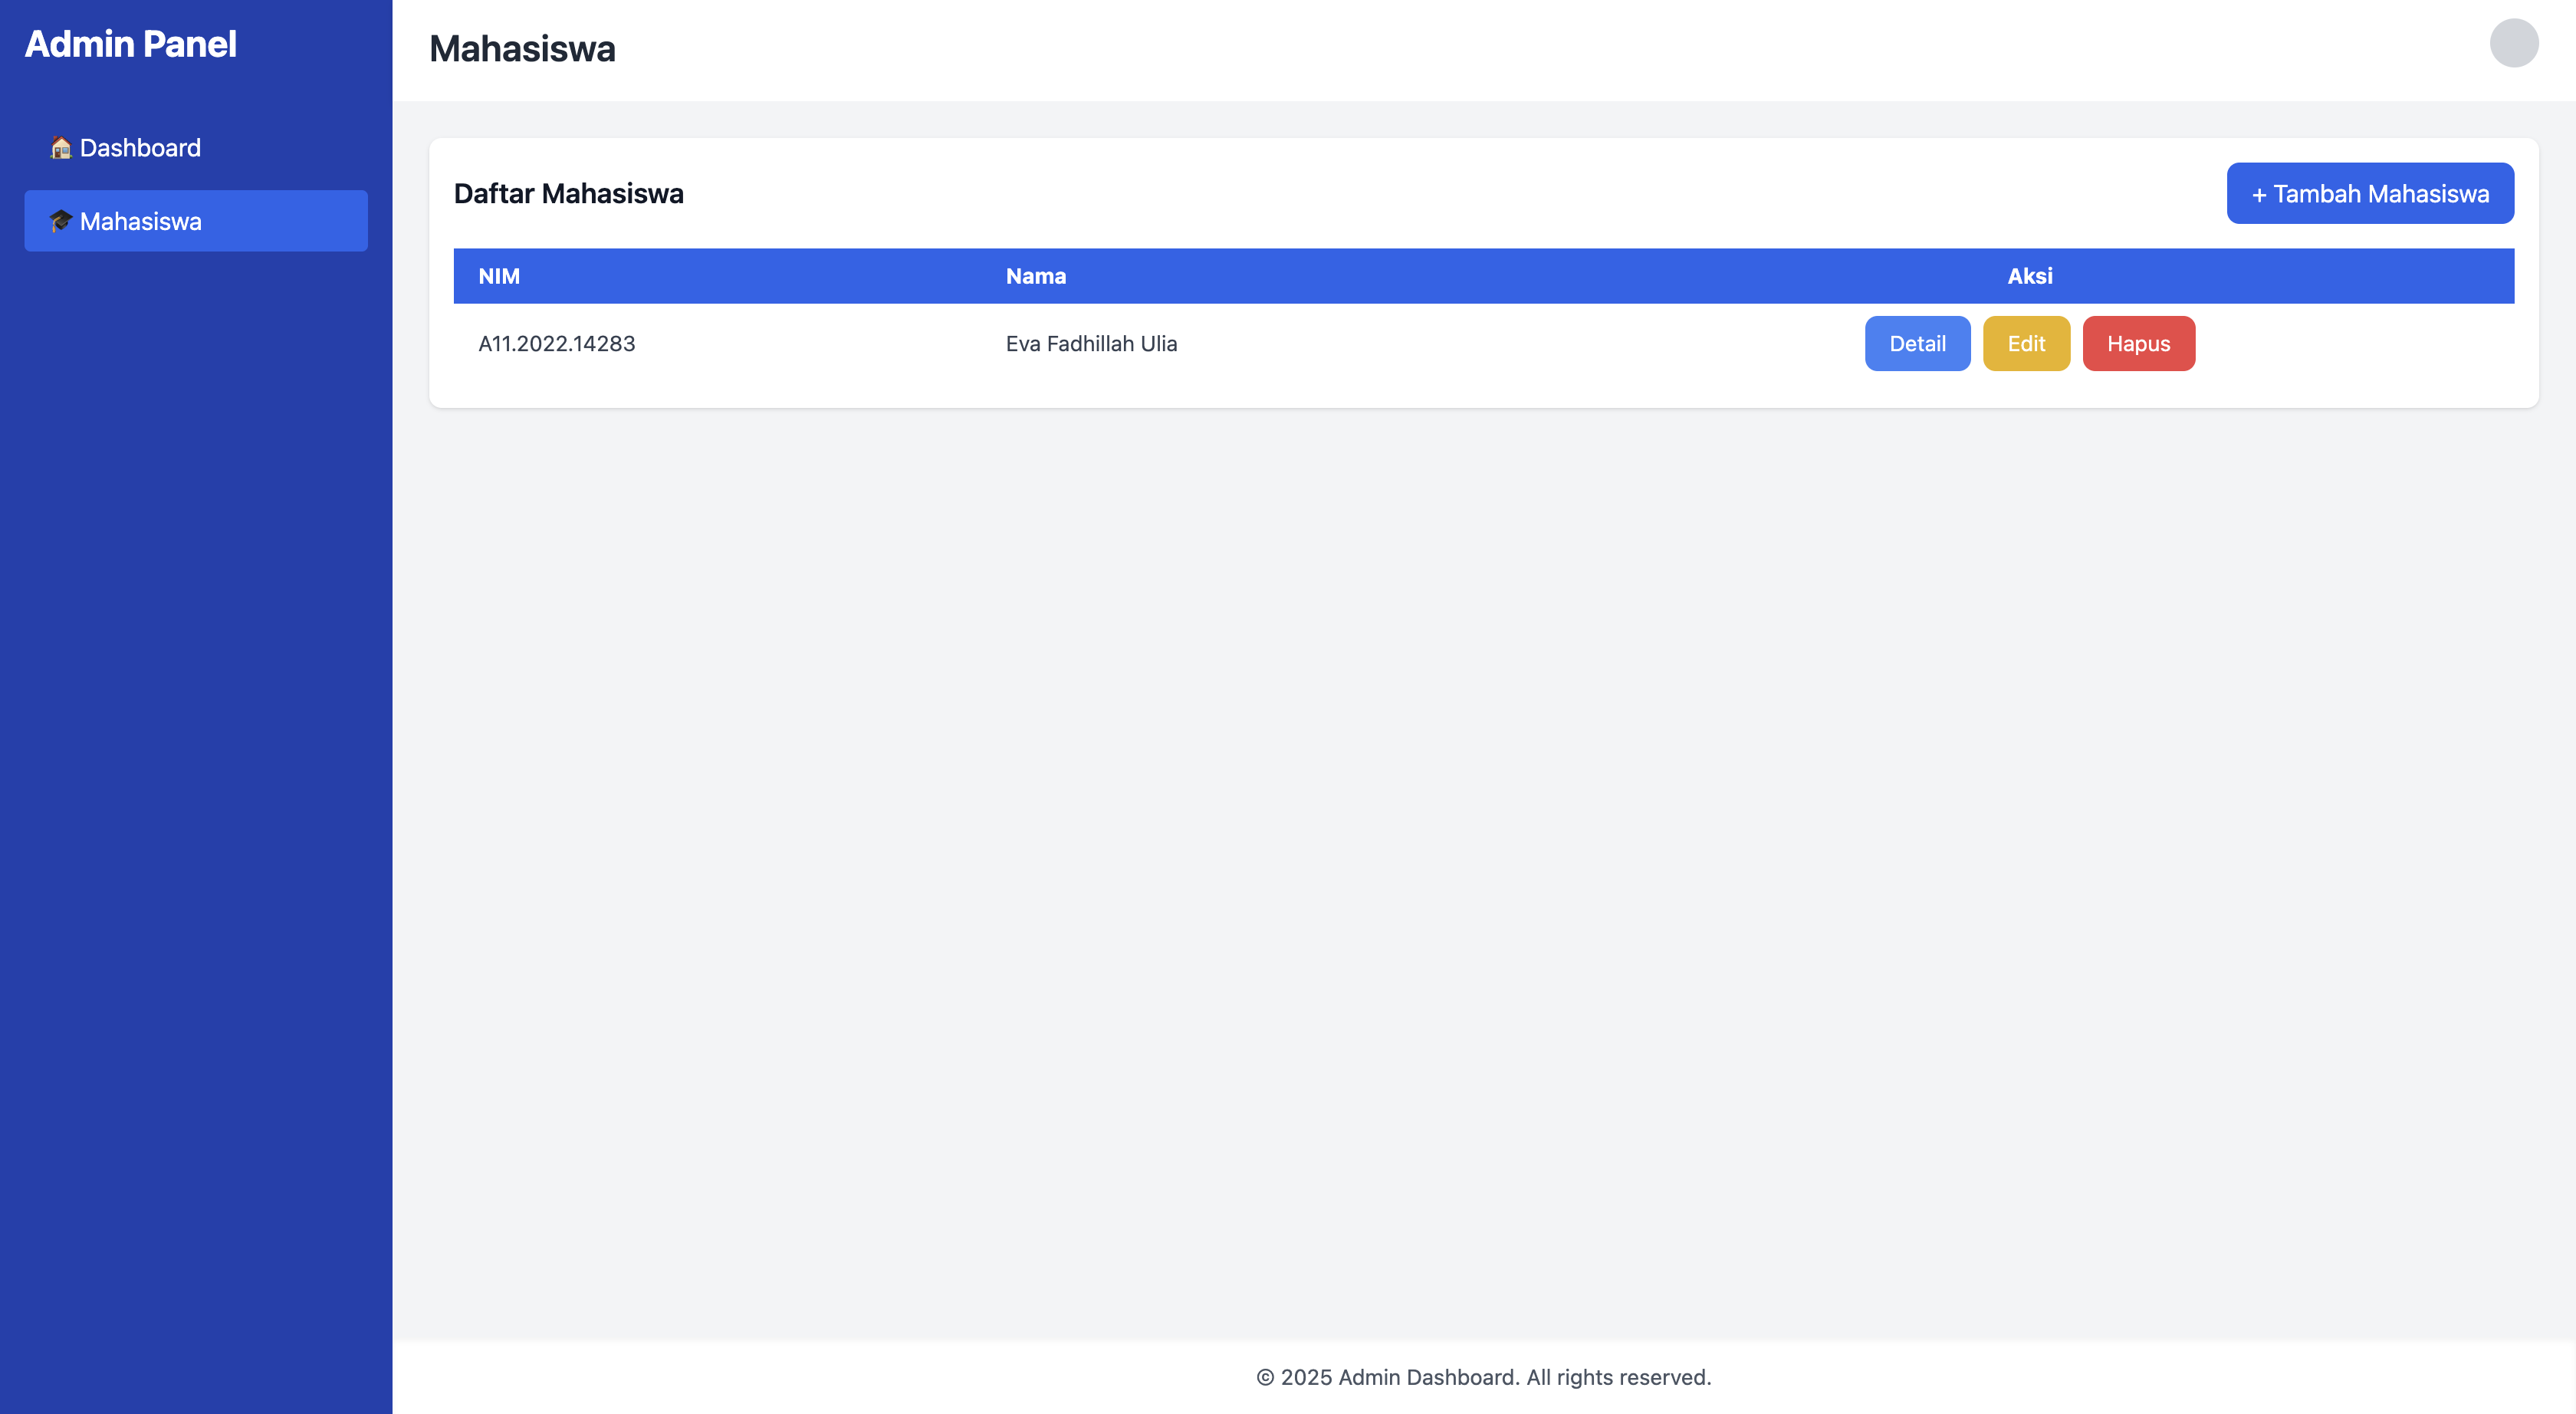 Admin Panel
🏠 Dashboard
🎓 Mahasiswa
Mahasiswa
Daftar Mahasiswa
+ Tambah Mahasiswa
NIM Nama Aksi
A11.2022.14283 Eva Fadhillah Ulia Detail Edit Hapus
© 2025 Admin Dashboard. All rights reserved.